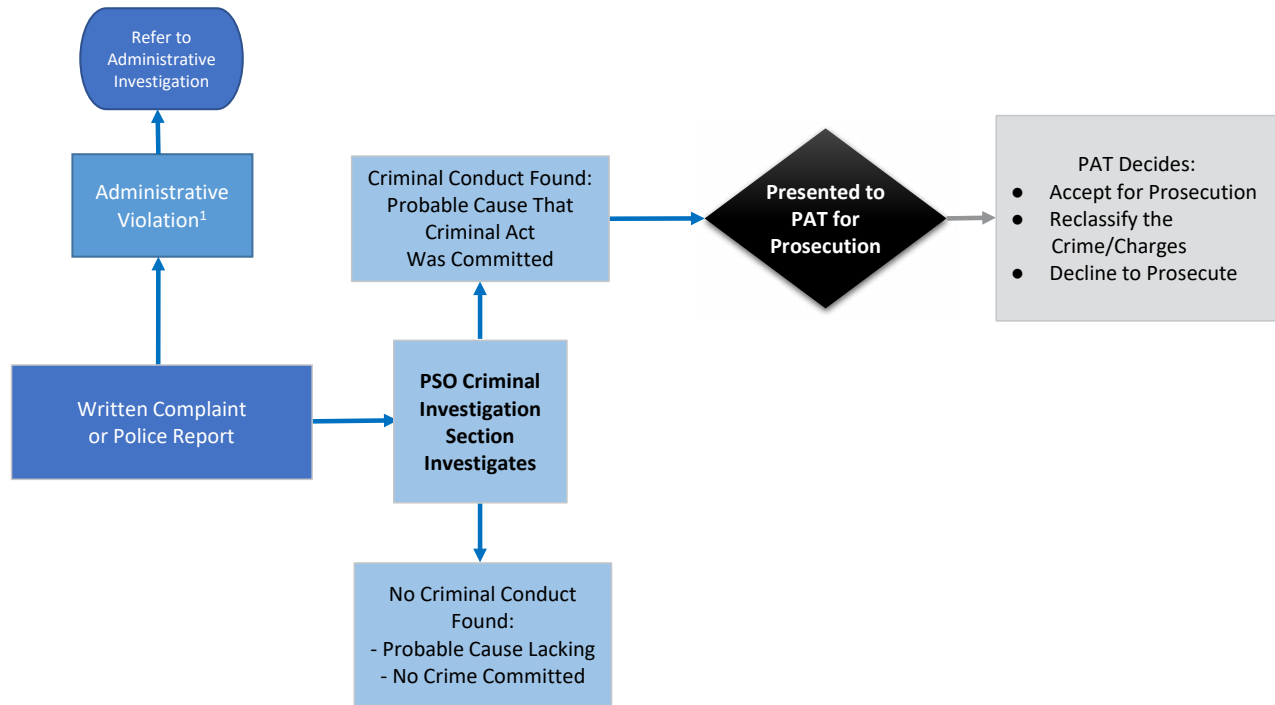 Refer to
Administrative
Investigation
Administrative
Violation1
Written Complaint
or Police Report
Criminal Conduct Found:
Probable Cause That
Criminal Act
Was Committed
PSO Criminal
Investigation
Section
Investigates
No Criminal Conduct
Found:
- Probable Cause Lacking
- No Crime Committed
Presented to
PAT for
Prosecution
PAT Decides:
● Accept for Prosecution
● Reclassify the
Crime/Charges
● Decline to Prosecute